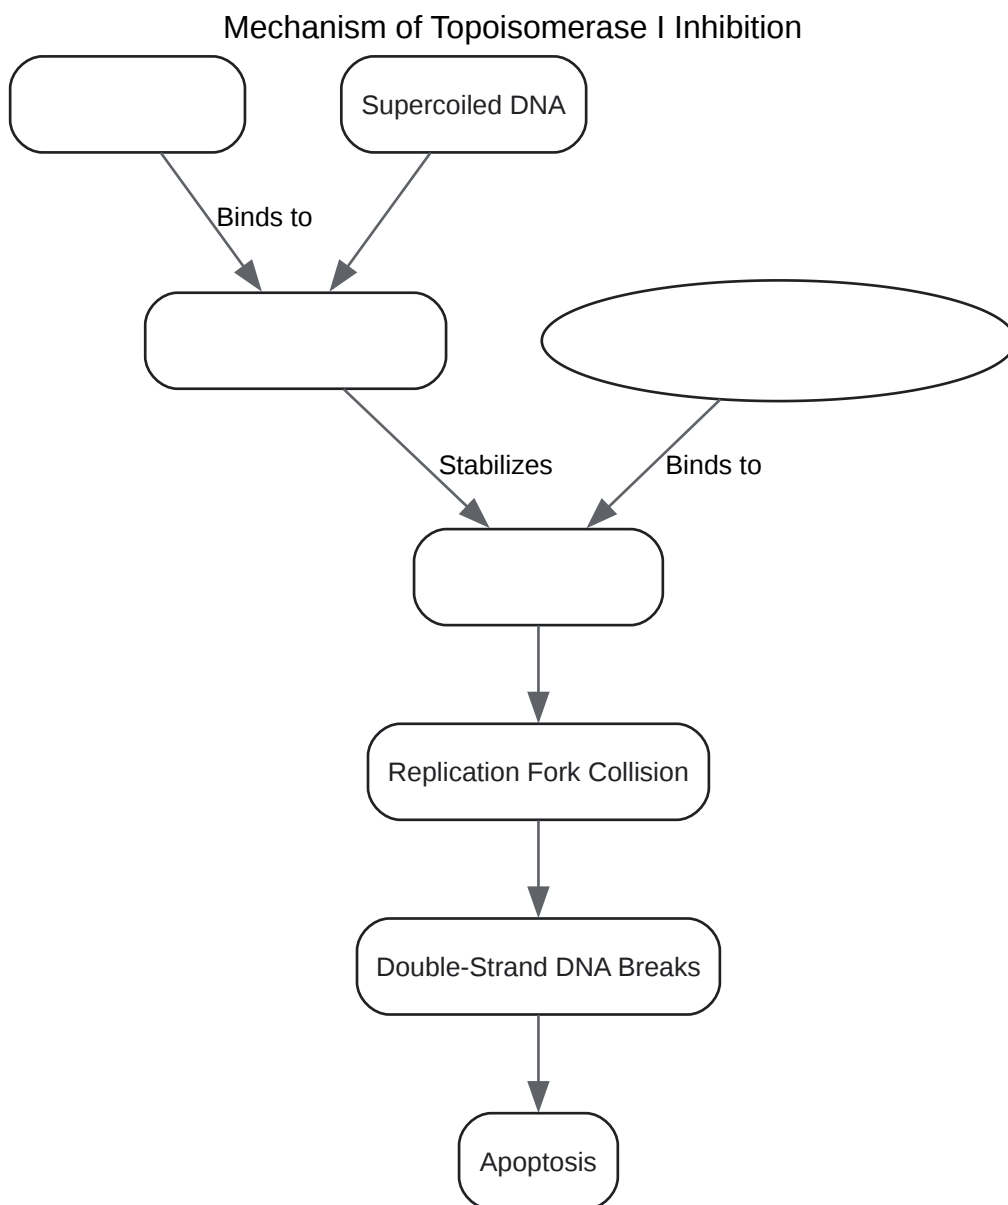 Mechanism of Topoisomerase I Inhibition
Supercoiled DNA
Binds to
Stabilizes
Binds to
Replication Fork Collision
Double-Strand DNA Breaks
Apoptosis